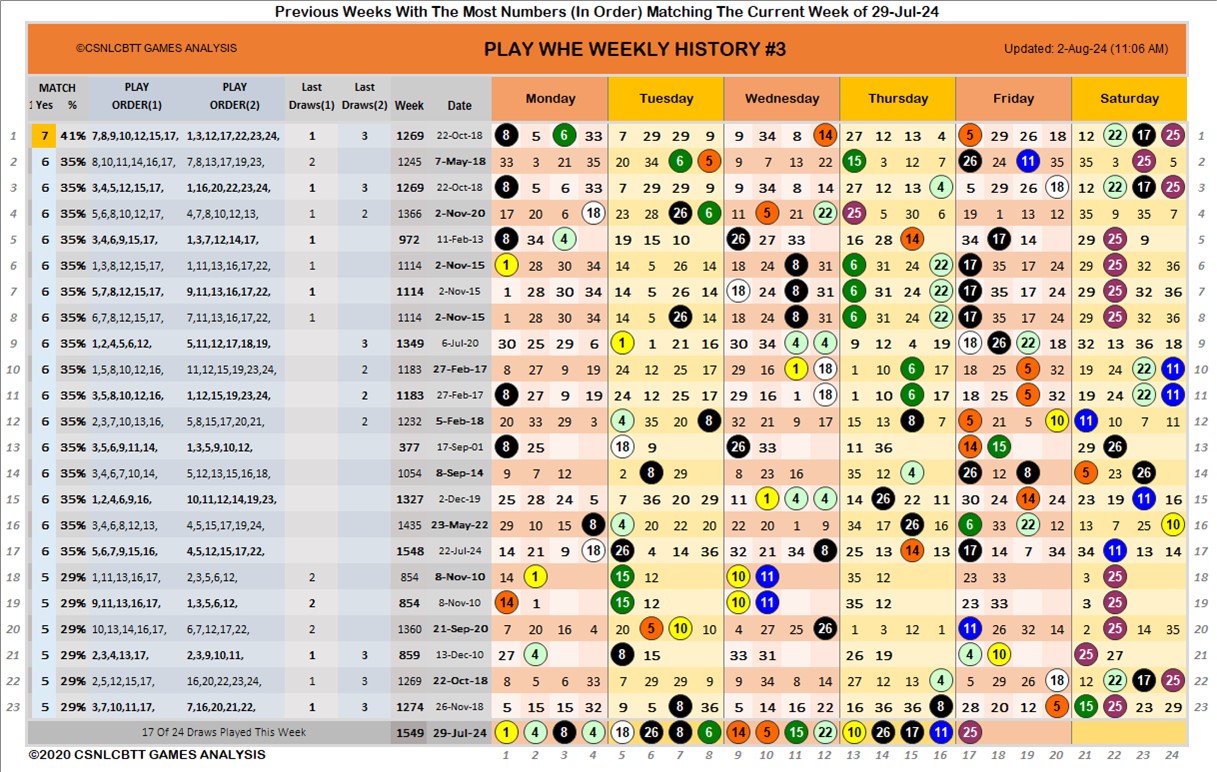 Previous Weeks With The Most Numbers (In Order) Matching The Current Week of 29-Jul-24
©CSNLCBTT GAMES ANALYSIS PLAY WHE WEEKLY HISTORY #3 Updated: 2-Aug-24 (11:06 AM)
MATCH PLAY PLAY Last Last Week Date Monday Tuesday Wednesday Thursday Friday Saturday
Yes % ORDER(1) ORDER(2) Draws(1) Draws(2)
1 7 41% 7,8,9,10,12,15,17, 1,3,12,17,22,23,24, 1 3 1269 22-Oct-18 8 5 6 33 7 29 29 9 9 34 8 14 27 12 13 4 5 29 26 18 12 22 17 25 1
2 6 35% 8,10,11,14,16,17, 7,8,13,17,19,23, 2 1245 7-May-18 33 3 21 35 20 34 6 5 9 7 13 22 15 3 12 7 26 24 11 35 35 3 25 5 2
3 6 35% 3,4,5,12,15,17, 1,16,20,22,23,24, 1 3 1269 22-Oct-18 8 5 6 33 7 29 29 9 9 34 8 14 27 12 13 4 5 29 26 18 12 22 17 25 3
4 6 35% 5,6,8,10,12,17, 4,7,8,10,12,13, 1 2 1366 2-Nov-20 17 20 6 18 23 28 26 6 11 5 21 22 25 5 30 6 19 1 13 12 35 9 35 7 4
5 6 35% 3,4,6,9,15,17, 1,3,7,12,14,17, 1 972 11-Feb-13 8 34 4 19 15 10 26 27 33 16 28 14 34 17 14 22 25 9 5
6 6 35% 1,3,8,12,15,17, 1,11,13,16,17,22 1 1114 2-Nov-15 1 28 30 34 14 5 26 14 18 24 8 31 6 31 24 22 17 35 17 24 29 25 32 36 6
7 6 35% 5,7,8,12,15,17, 9,11,13,16,17,22 1 1114 2-Nov-15 1 28 30 34 14 5 26 14 18 24 8 31 6 31 24 22 17 35 17 24 29 25 32 36 7
8 6 35% 6,7,8,12,15,17, 7,11,13,16,17,22 1 1114 2-Nov-15 1 28 30 34 14 5 26 14 18 24 8 31 6 31 24 22 17 35 17 24 29 25 32 36 8
9 6 35% 1,2,4,5,6,12, 5,11,12,17,18,19, 3 1349 6-Jul-20 30 25 29 6 1 1 21 16 30 34 4 4 9 12 4 19 18 26 22 18 32 13 36 18 9
10 6 35% 1,5,8,10,12,16, 11,12,15,19,23,24, 2 1183 27-Feb-17 8 27 9 19 24 12 25 17 29 16 1 18 1 10 6 17 18 25 5 32 19 24 22 11 10
11 6 35% 3,5,8,10,12,16, 1,12,15,19,23,24, 2 1183 27-Feb-17 8 27 9 19 24 12 25 17 29 16 1 18 1 10 6 17 18 25 5 32 19 24 22 11 11
12 6 35% 2,3,7,10,13,16, 5,8,15,17,20,21, 1232 5-Feb-18 20 33 29 3 4 35 20 8 32 21 9 9 12 15 13 8 7 5 21 5 10 11 10 7 11 12
13 6 35% 3,5,6,9,11,14, 1,3,5,9,10,12, 377 17-Sep-01 8 25 18 9 26 33 11 36 14 15 29 26 13
14 6 35% 3,4,6,7,10,14, 5,12,13,15,16,18, 1054 8-Sep-14 9 7 12 2 8 29 8 23 16 35 12 4 26 12 8 5 23 26 14
15 6 35% 1,2,4,6,9,16, 10,11,12,14,19,23, 1327 2-Dec-19 25 28 24 5 7 36 20 29 11 1 4 4 14 26 22 11 30 24 14 24 23 19 11 16 15
16 6 35% 3,4,6,8,12,13, 4,5,15,17,19,24, 1435 23-May-22 29 10 15 8 4 20 22 20 22 20 1 9 34 17 26 16 6 33 22 12 13 7 25 10 16
17 6 35% 5,6,7,9,15,16, 4,5,12,15,17,22, 1548 22-Jul-24 14 21 9 18 26 4 14 36 32 21 34 8 25 13 14 13 17 14 7 34 34 11 13 14 17
18 5 29% 1,11,13,16,17, 2,3,5,6,12, 2 854 8-Nov-10 14 1 15 12 10 11 35 12 23 33 3 25 18
19 5 29% 9,11,13,16,17, 1,3,5,6,12, 2 854 8-Nov-10 14 1 15 12 10 11 35 12 23 33 3 25 19
20 5 29% 10,13,14,16,17, 6,7,12,17,22, 2 1360 21-Sep-20 7 20 16 4 20 5 10 10 4 27 25 26 1 3 12 1 11 26 32 14 2 25 14 35 20
21 5 29% 2,3,4,13,17, 2,3,9,10,11, 1 3 859 13-Dec-10 27 4 8 15 33 31 26 19 4 10 25 27 21
22 5 29% 2,5,12,15,17, 16,20,22,23,24, 1 3 1269 22-Oct-18 8 5 6 33 7 29 29 9 9 34 8 14 27 12 13 4 5 29 26 18 12 22 17 25 22
23 5 29% 3,7,10,11,17, 7,16,20,21,22, 1 1274 26-Nov-18 5 15 15 32 9 5 8 36 5 14 16 22 16 36 36 8 28 20 12 5 15 25 23 29 23
17 Of 24 Draws Played This Week 1549 29-Jul-24 1 4 8 4 18 26 8 6 14 5 15 22 10 26 17 11 25
©2020 CSNLCBTT GAMES ANALYSIS 1 2 3 4 5 6 7 8 9 10 11 12 13 14 15 16 17 18 19 20 21 22 23 24